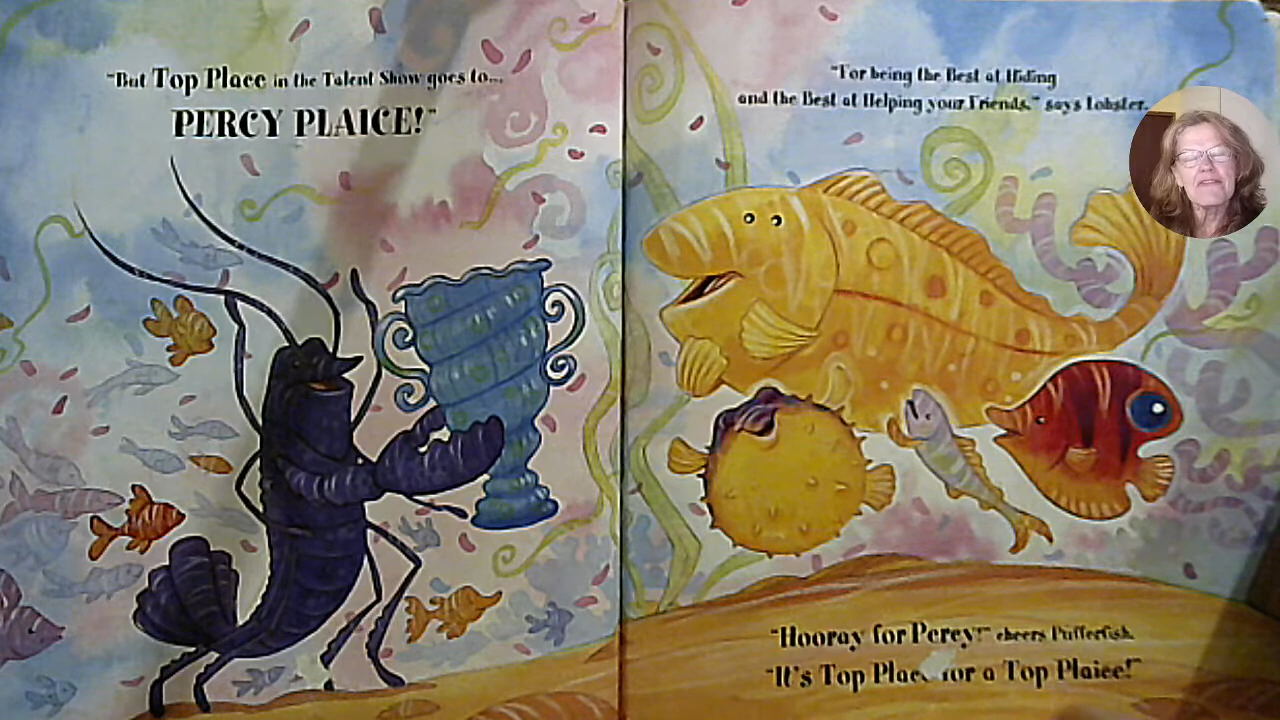 "But Top Place in the Talent Show goes to...
PERCY PLAICE!"
"For being the Best at Hiding
and the Best at Helping your Friends," says Lobster.
"Hooray for Percy!" cheers Pufferfish.
"It's Top Place for a Top Plaice!"